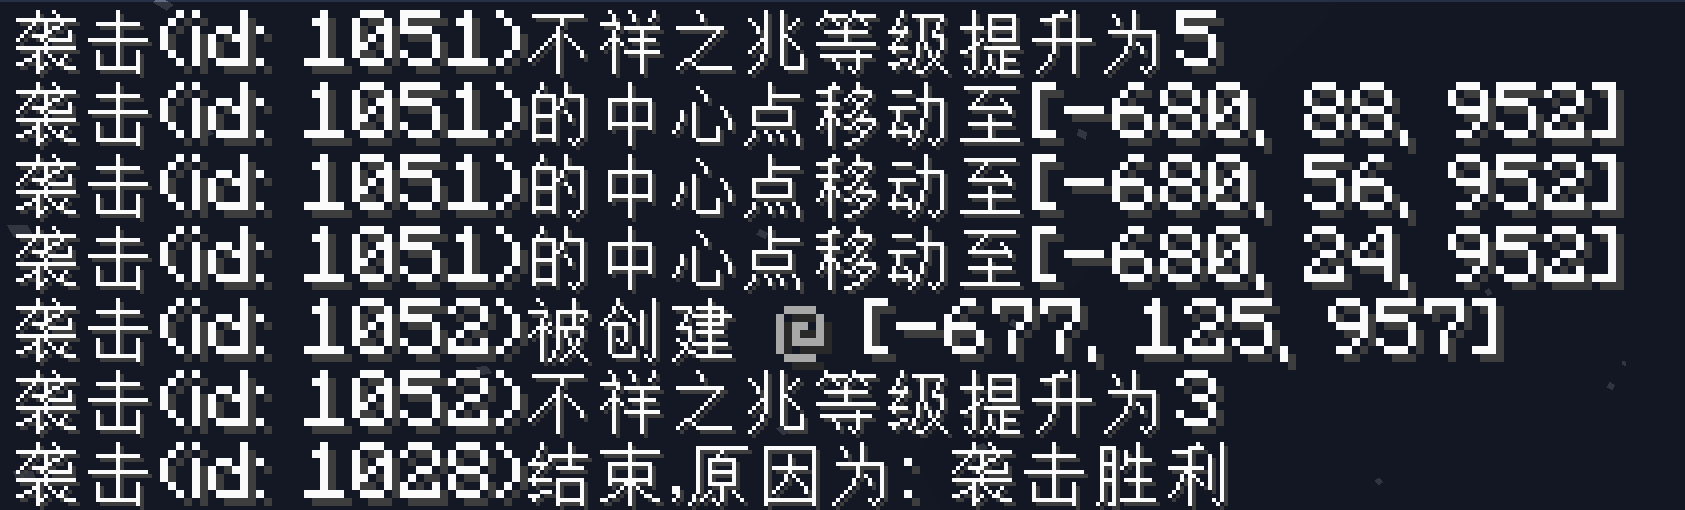 袭击(id: 1051)不祥之兆等级提升为5
袭击(id: 1051)的中心点移动至[-680, 88, 952]
袭击(id: 1051)的中心点移动至[-680, 56, 952]
袭击(id: 1051)的中心点移动至[-680, 24, 952]
袭击(id: 1052)被创建 @ [-677, 125, 957]
袭击(id: 1052)不祥之兆等级提升为3
袭击(id: 1028)结束,原因为: 袭击胜利